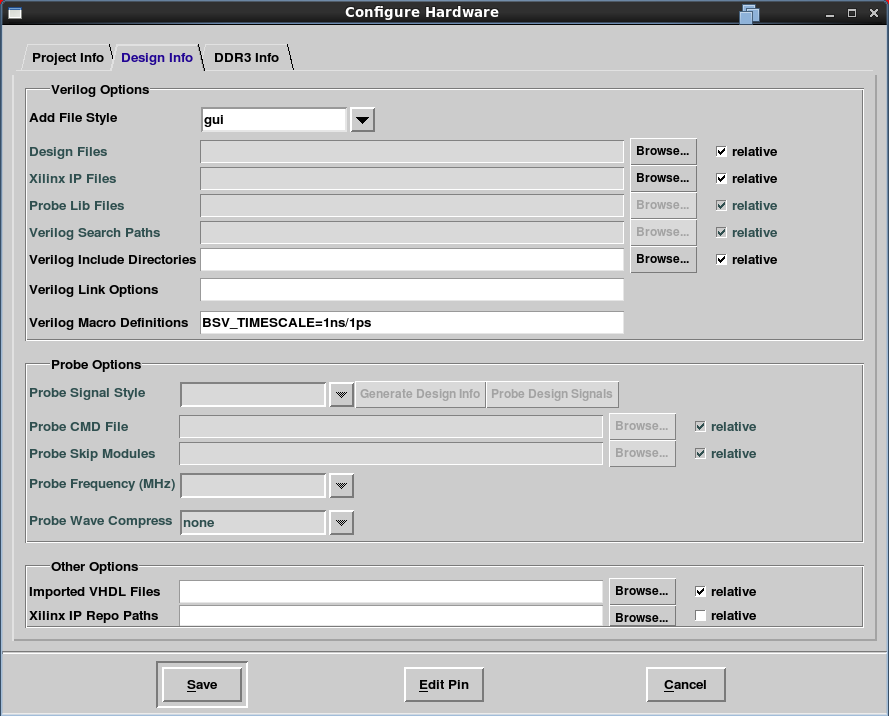 Configure Hardware
Project Info Design Info DDR3 Info
Verilog Options
Add File Style gui
Design Files Browse... relative
Xilinx IP Files Browse... relative
Probe Lib Files Browse... relative
Verilog Search Paths Browse... relative
Verilog Include Directories Browse... relative
Verilog Link Options
Verilog Macro Definitions BSV_TIMESCALE=1ns/1ps
Probe Options
Probe Signal Style Generate Design Info Probe Design Signals
Probe CMD File Browse... relative
Probe Skip Modules Browse... relative
Probe Frequency (MHz)
Probe Wave Compress none
Other Options
Imported VHDL Files Browse... relative
Xilinx IP Repo Paths Browse... relative
Save Edit Pin Cancel